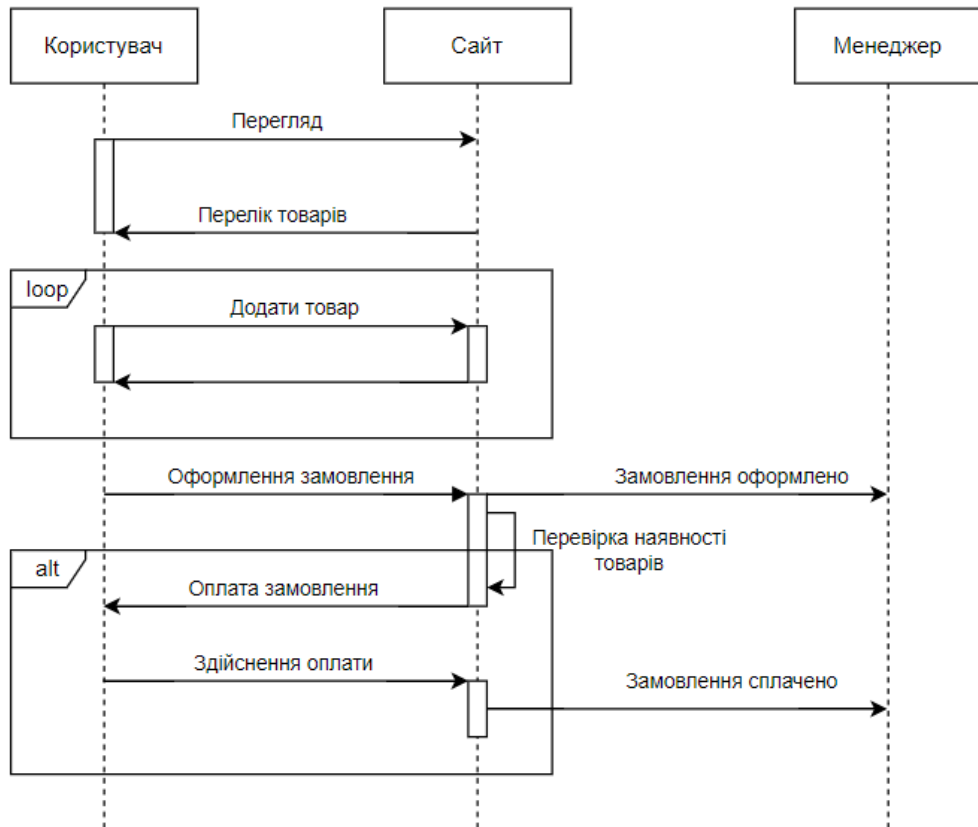 Користувач
Сайт
Менеджер
Перегляд
Перелік товарів
loop
Додати товар
Оформлення замовлення
Замовлення оформлено
Перевірка наявності
товарів
alt
Оплата замовлення
Здійснення оплати
Замовлення сплачено